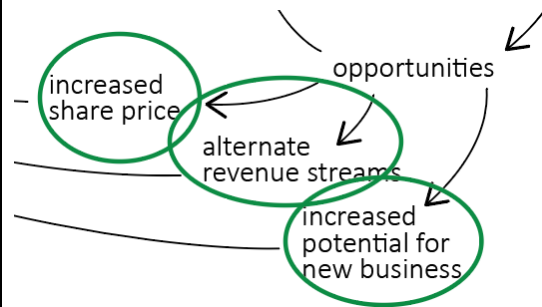 opportunities
increased
share price
alternate
revenue streams
increased
potential for
new business